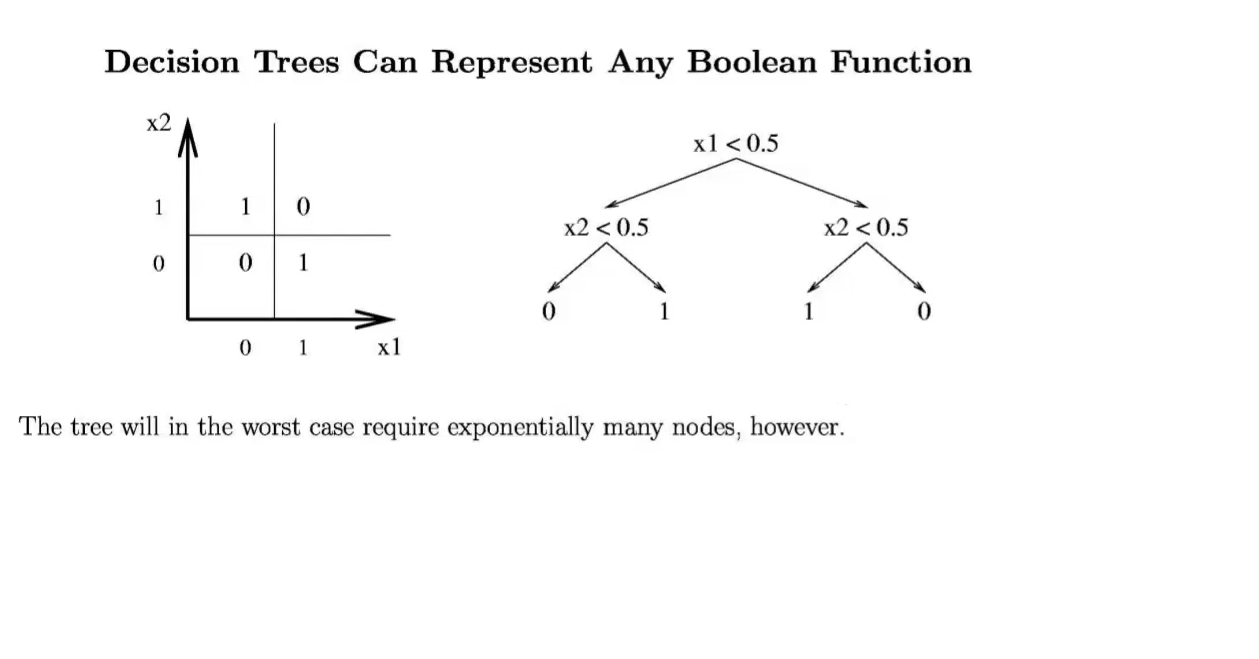 Decision Trees Can Represent Any Boolean Function
x2
x1 < 0.5
1 1 0
x2 < 0.5 x2 < 0.5
0 0 1
0 1 1 0
0 1 x1
The tree will in the worst case require exponentially many nodes, however.